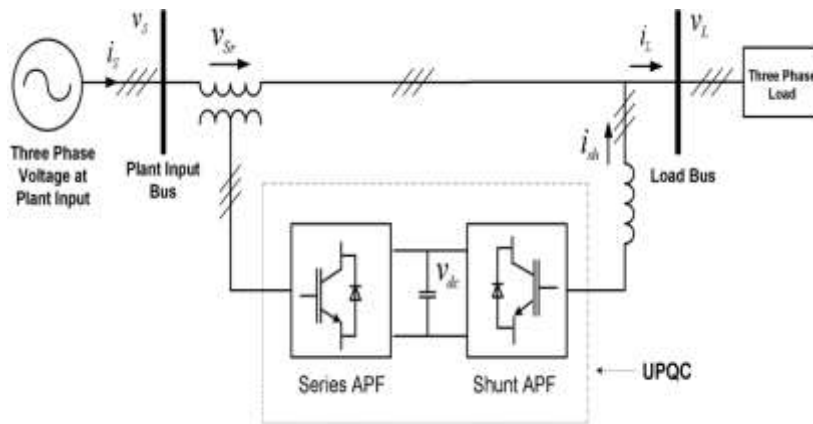 v_S
v_Sr
i_S
i_L
v_L
Three Phase
Load
Three Phase
Voltage at
Plant Input
Plant Input
Bus
i_sh
Load Bus
v_dc
Series APF
Shunt APF
UPQC